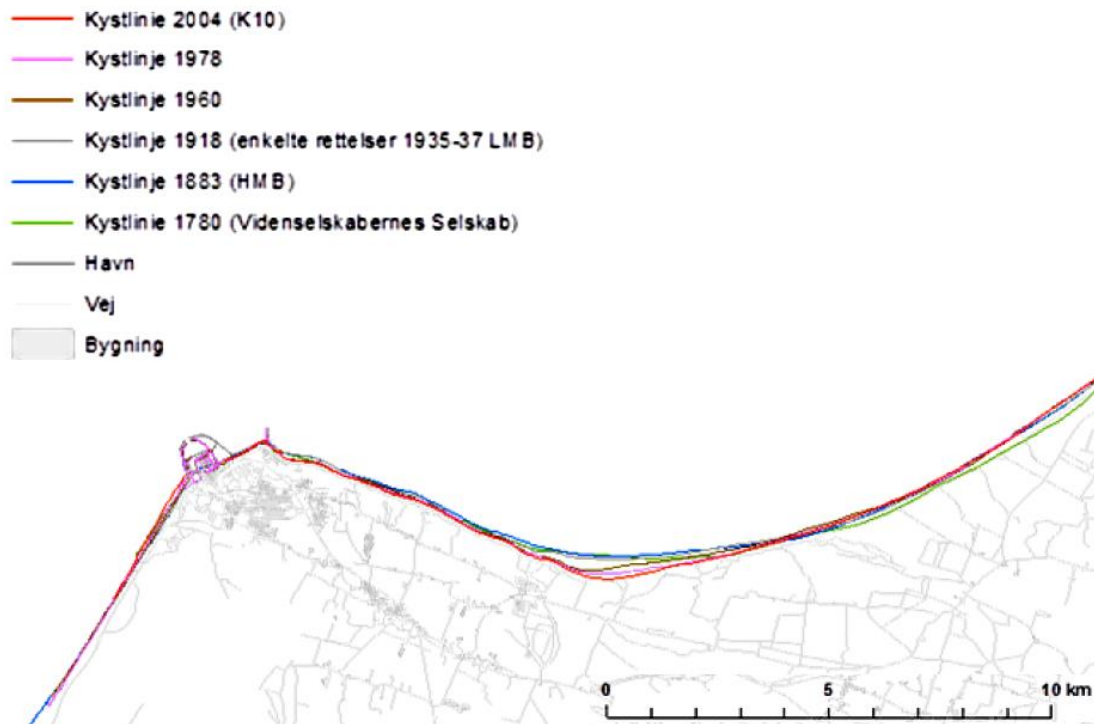 Kystlinie 2004 (K10)
Kystlinje 1978
Kystlinje 1960
Kystlinje 1918 (enkelte rettelser 1935-37 LMB)
Kystlinje 1883 (HMB)
Kystlinie 1780 (Videnselskabernes Selskab)
Havn
Vej
Bygning
0 5 10 km